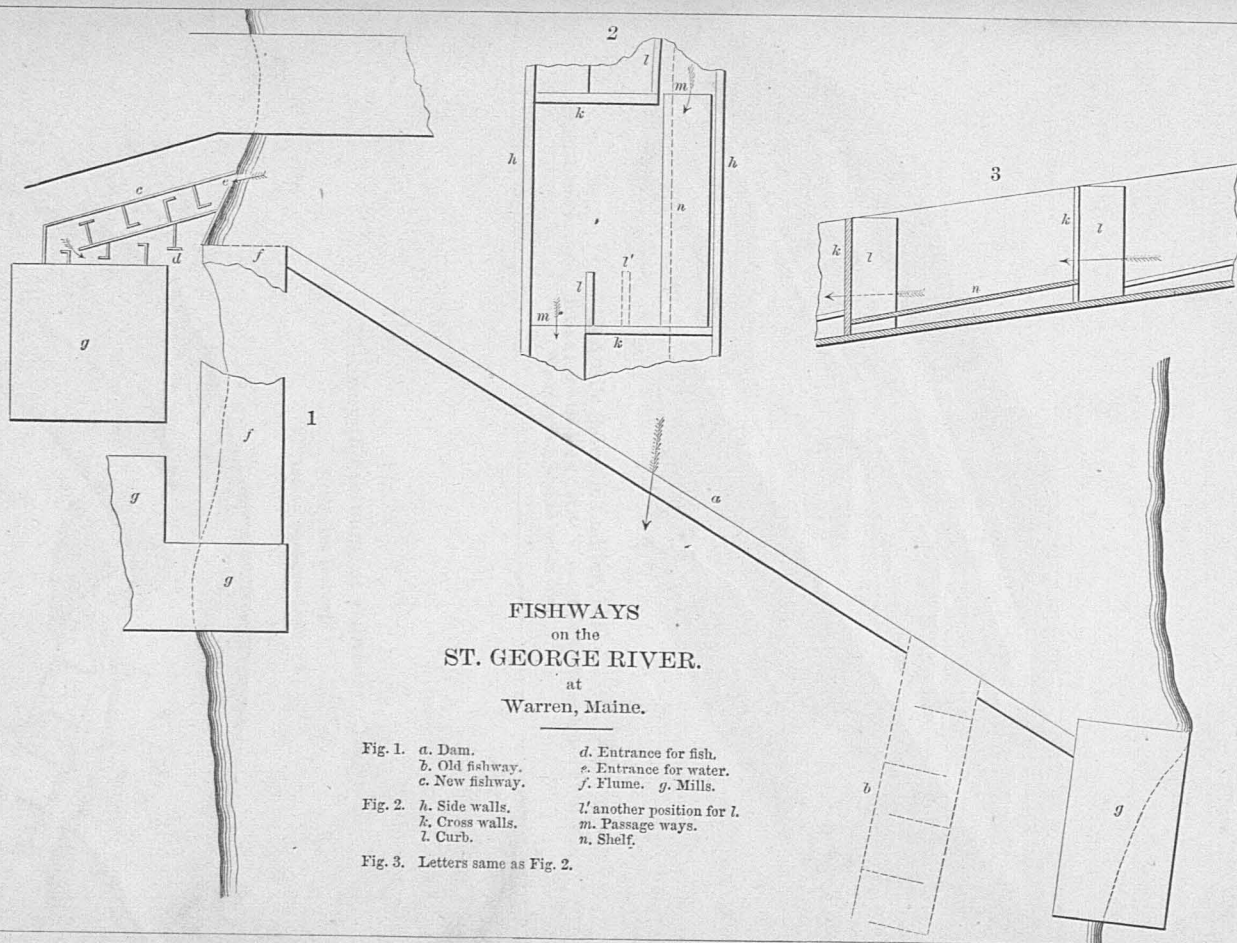 2
l
m
k
h
h
n
l'
l
m
k
3
k
l
k
l
n
c
e
d
f
g
1
f
g
g
a
b
g
FISHWAYS
on the
ST. GEORGE RIVER.
at
Warren, Maine.
Fig. 1. a. Dam. d. Entrance for fish.
b. Old fishway. e. Entrance for water.
c. New fishway. f. Flume. g. Mills.
Fig. 2. h. Side walls. l'. another position for l.
k. Cross walls. m. Passage ways.
l. Curb. n. Shelf.
Fig. 3. Letters same as Fig. 2.